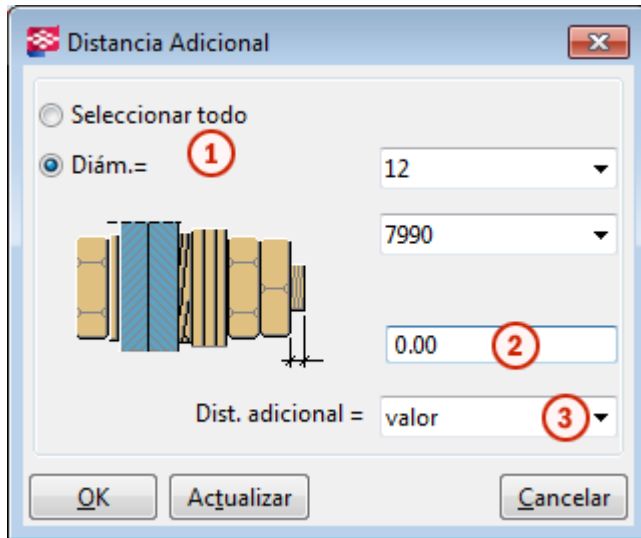 Distancia Adicional
Seleccionar todo
1
Diám.= 12
7990
0.00 2
Dist. adicional = valor 3
OK Actualizar Cancelar